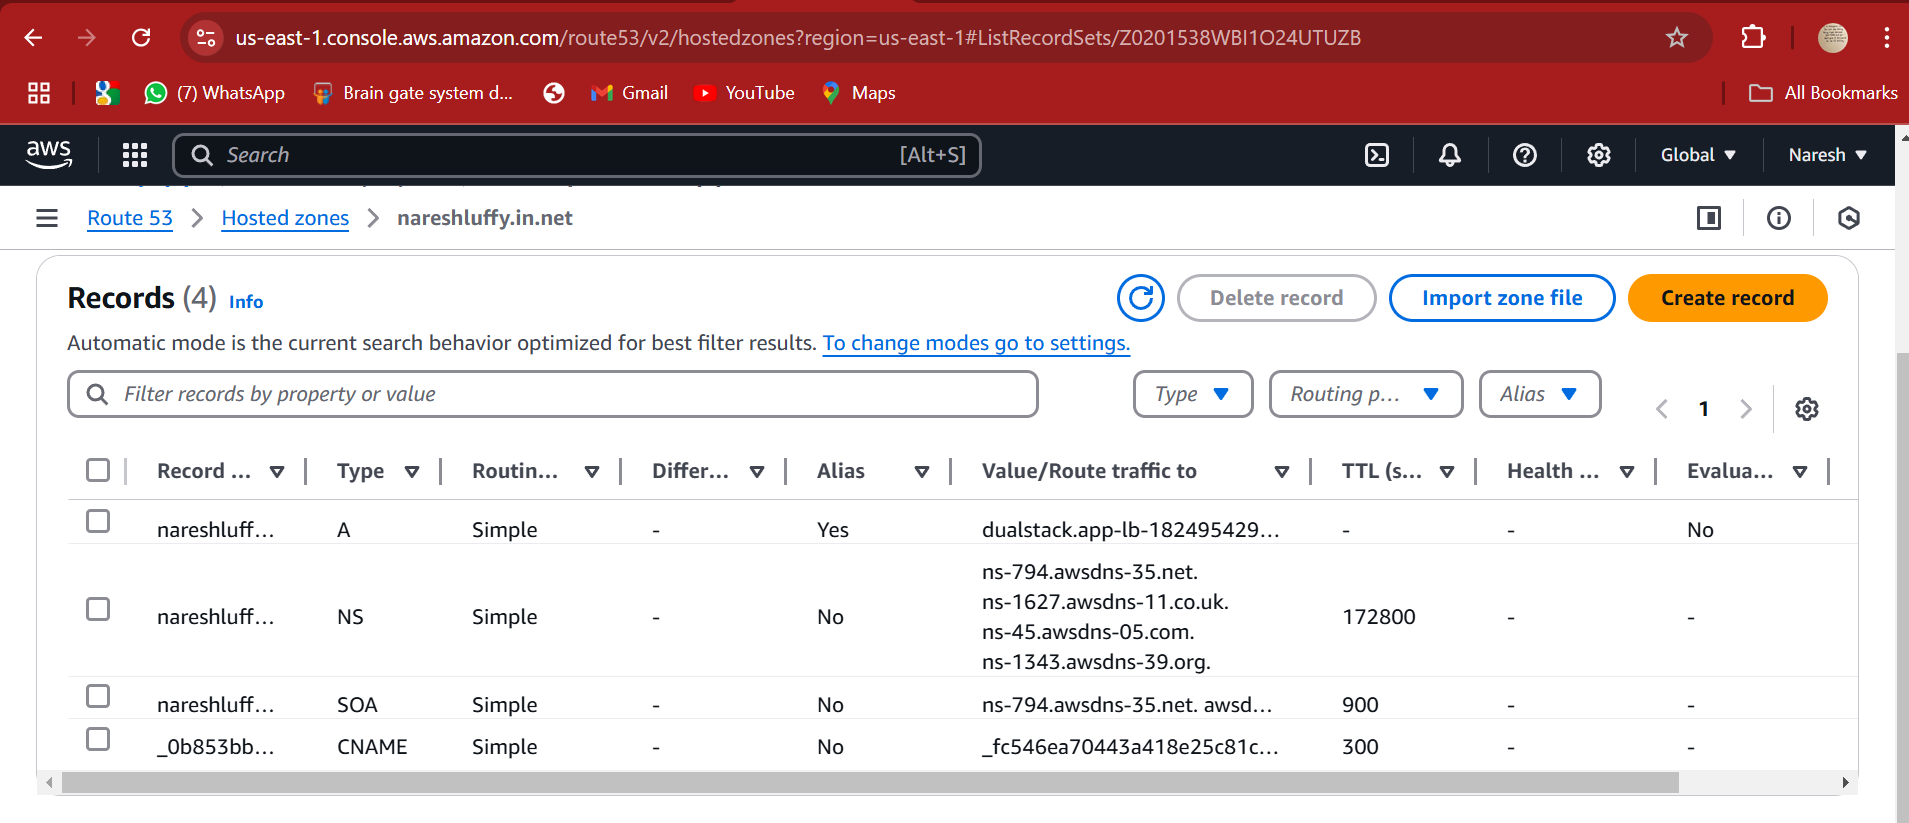 us-east-1.console.aws.amazon.com/route53/v2/hostedzones?region=us-east-1#ListRecordSets/Z0201538WBI1O24UTUZB
(7) WhatsApp Brain gate system d... Gmail YouTube Maps All Bookmarks
aws Search [Alt+S] Global Naresh
Route 53 Hosted zones nareshluffy.in.net
Records (4) Info Delete record Import zone file Create record
Automatic mode is the current search behavior optimized for best filter results. To change modes go to settings.
Filter records by property or value Type Routing p... Alias 1
Record ... Type Routin... Differ... Alias Value/Route traffic to TTL (s... Health ... Evalua...
nareshluff... A Simple - Yes dualstack.app-lb-182495429... - - No
ns-794.awsdns-35.net.
ns-1627.awsdns-11.co.uk.
nareshluff... NS Simple - No 172800 - -
ns-45.awsdns-05.com.
ns-1343.awsdns-39.org.
nareshluff... SOA Simple - No ns-794.awsdns-35.net. awsd... 900 - -
_0b853bb... CNAME Simple - No _fc546ea70443a418e25c81c... 300 - -